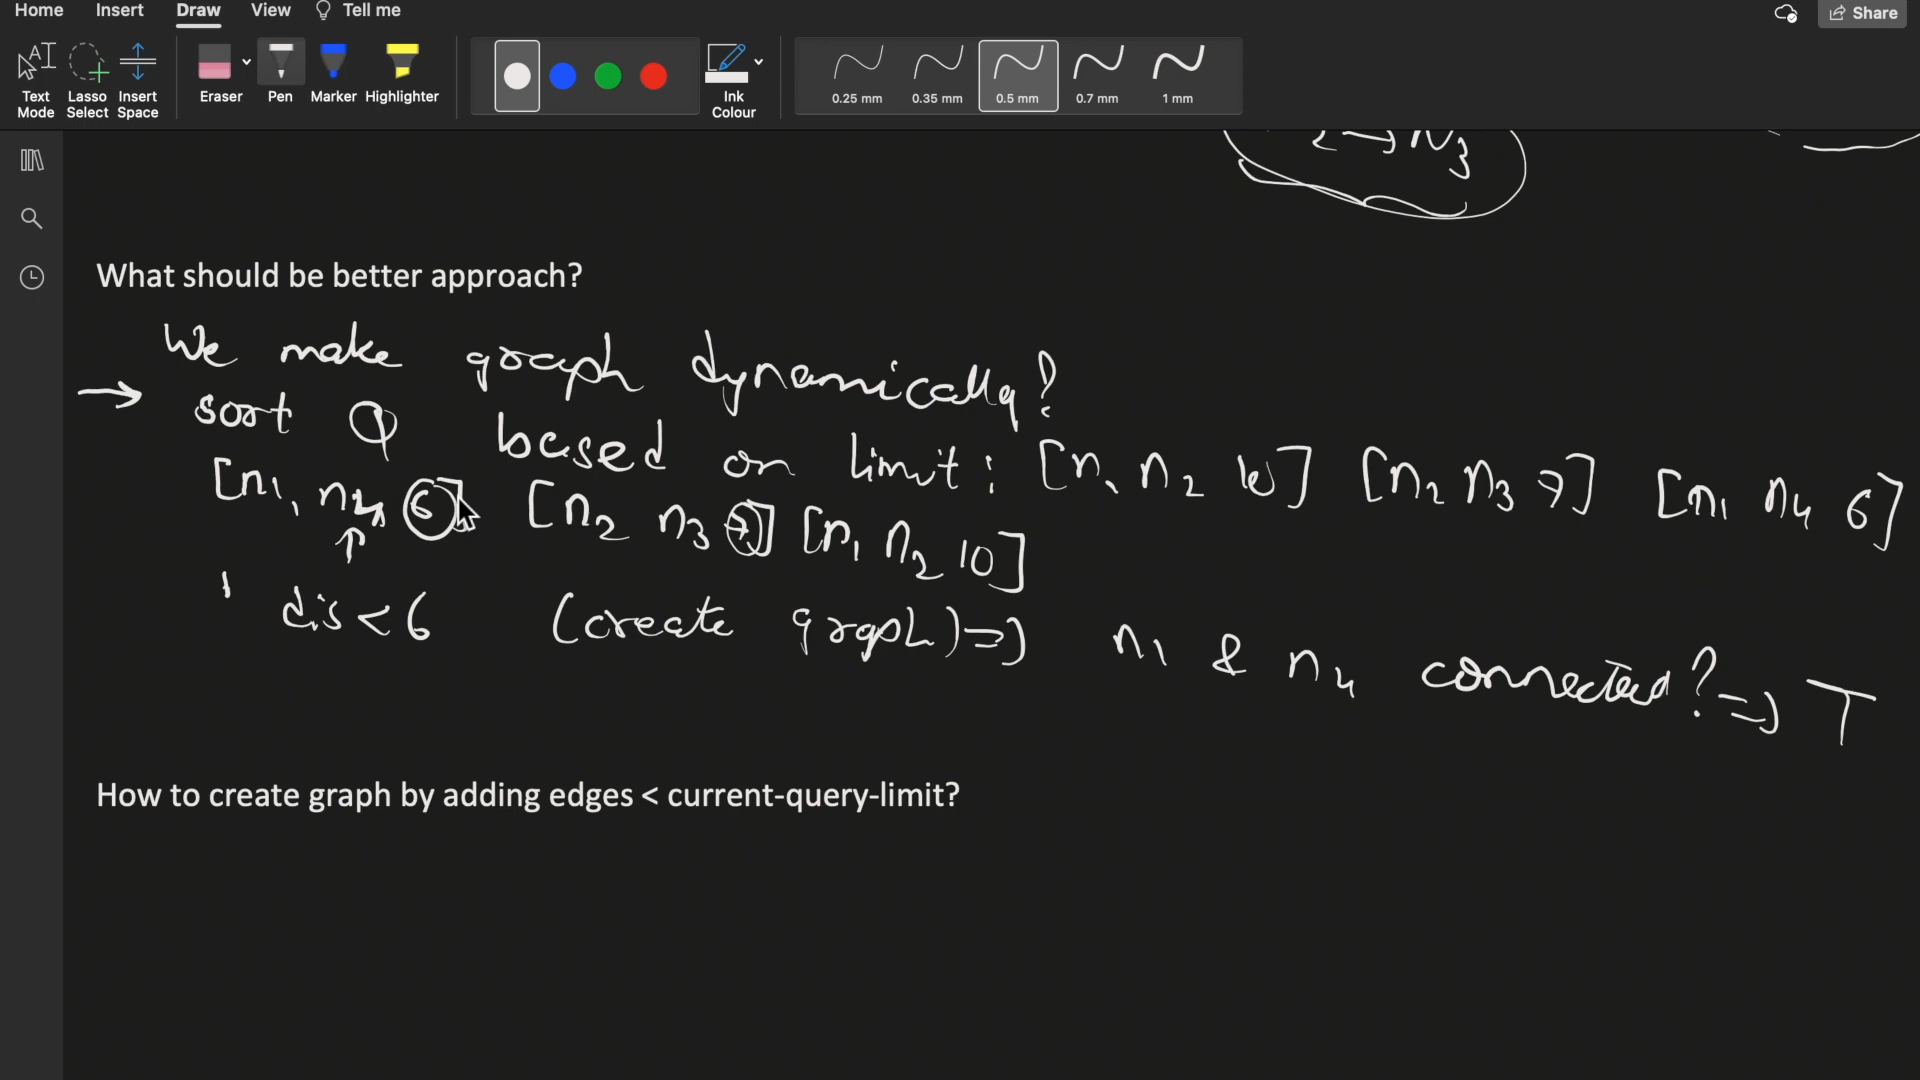 Home Insert Draw View Tell me Share
Text Mode Lasso Select Insert Space Eraser Pen Marker Highlighter Ink Colour 0.25 mm 0.35 mm 0.5 mm 0.7 mm 1 mm
2 → N3
What should be better approach?
We make graph dynamically?
→ sort Q based on limit : [n1 n2 10] [n2 n3 7] [n1 n4 6]
[n1, n4, 6] [n2 n3 7] [n1 n2 10]
dis < 6 (create graph) => n1 & n4 connected? => T
How to create graph by adding edges < current-query-limit?